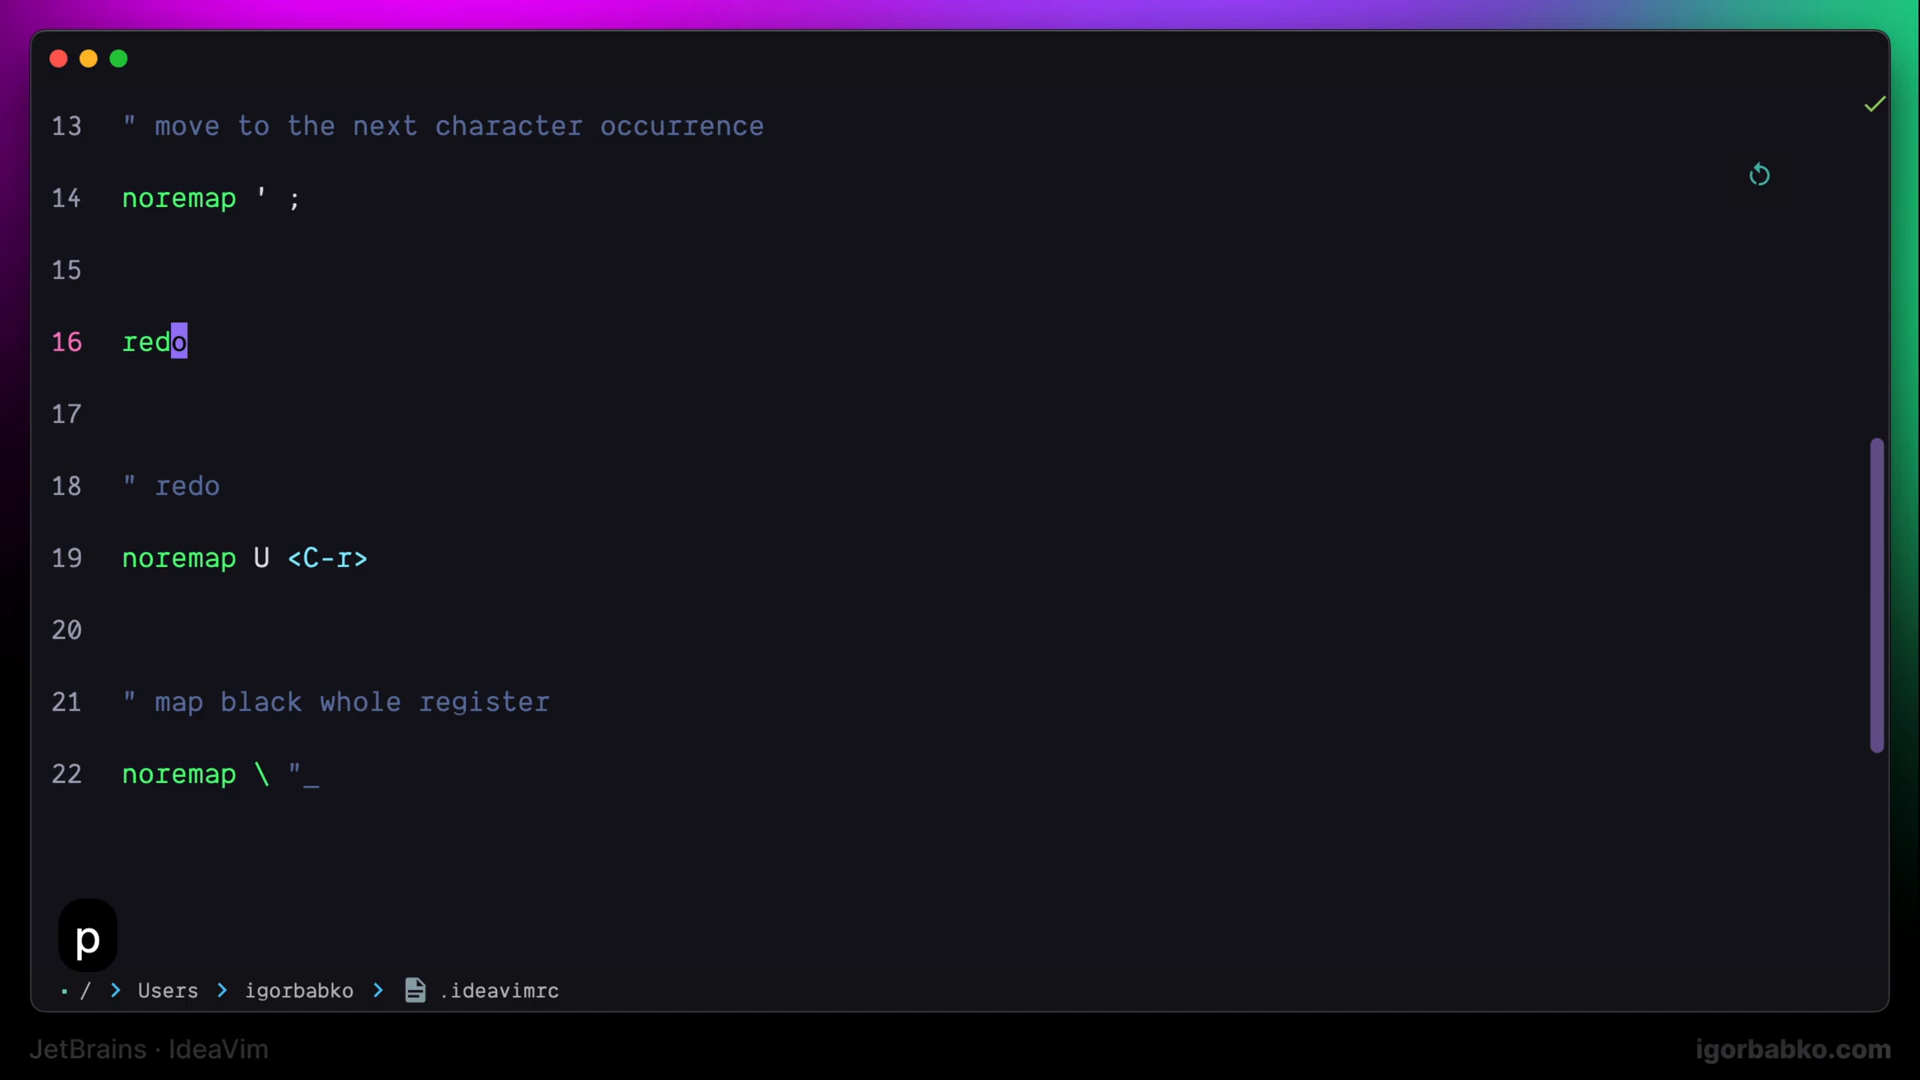 13 " move to the next character occurrence
14 noremap ' ;
15
16 redo
17
18 " redo
19 noremap U <C-r>
20
21 " map black whole register
22 noremap \ "_
p
/ > Users > igorbabko > .ideavimrc
JetBrains · IdeaVim
igorbabko.com